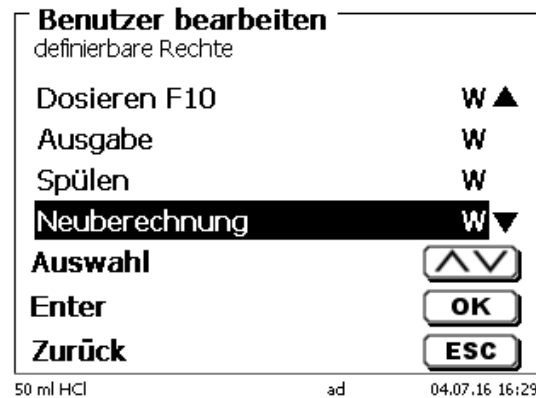 Benutzer bearbeiten
definierbare Rechte
Dosieren F10 W
Ausgabe W
Spülen W
Neuberechnung W
Auswahl
Enter OK
Zurück ESC
50 ml HCl ad 04.07.16 16:29